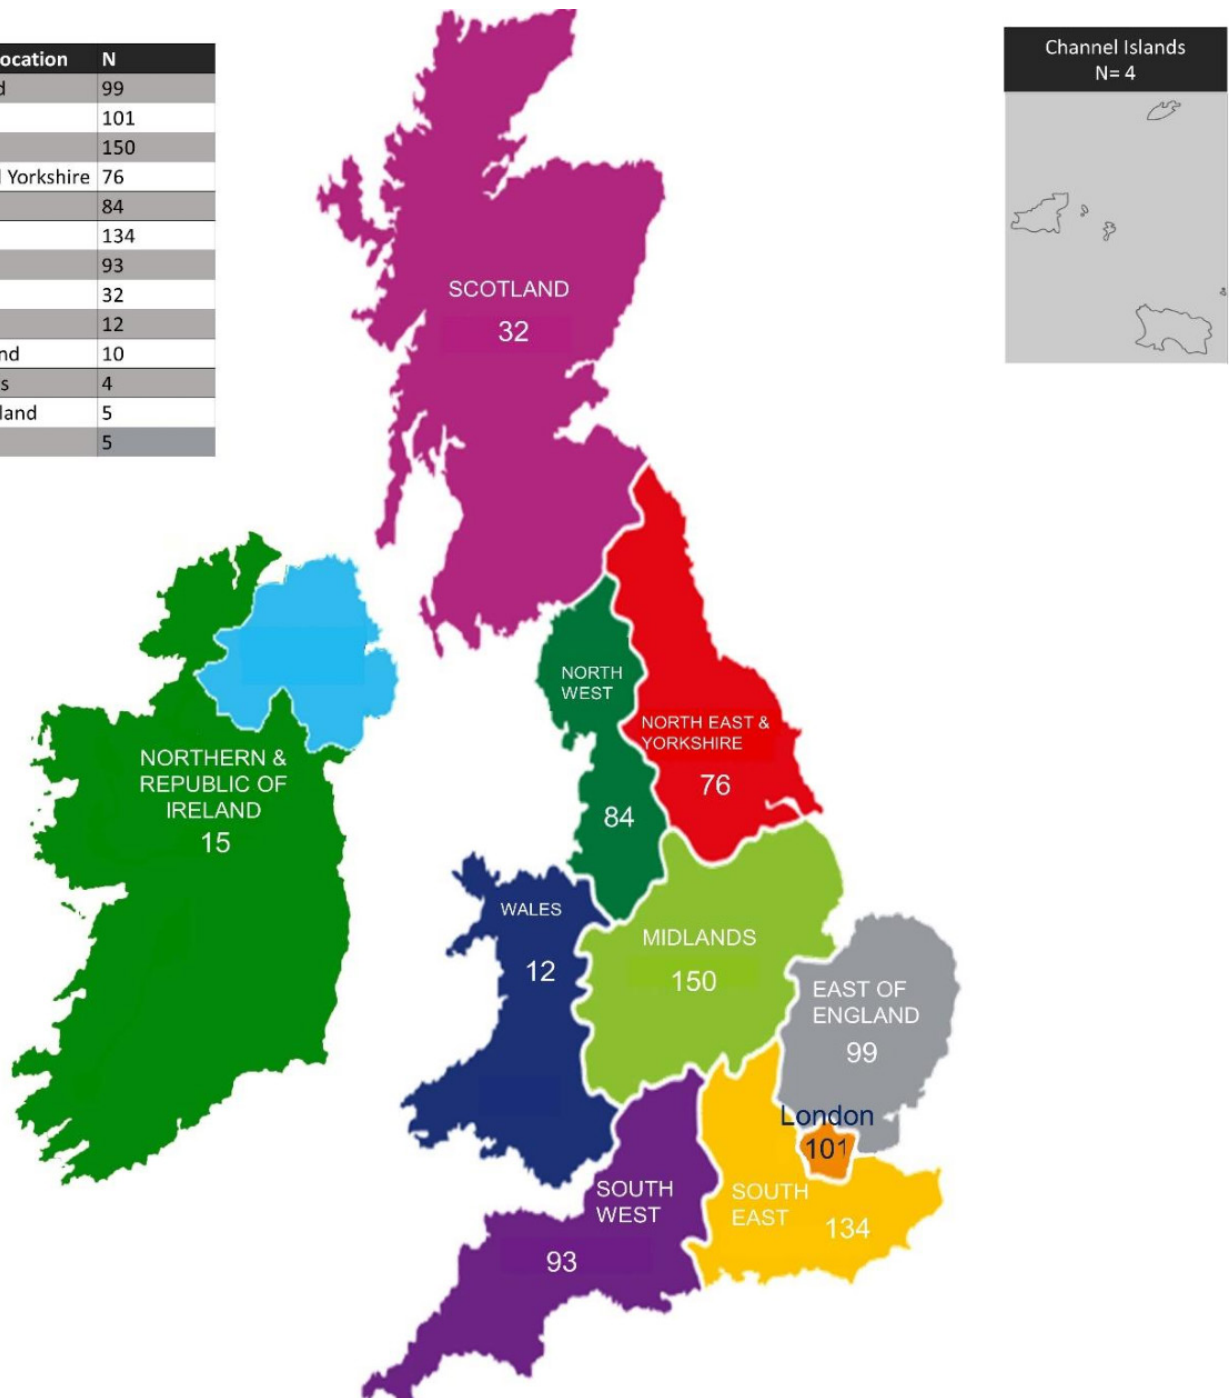 ocation N
d 99
101
150
l Yorkshire 76
84
134
93
32
12
nd 10
s 4
land 5
5
Channel Islands
N= 4
SCOTLAND
32
NORTH
WEST
84
NORTH EAST &
YORKSHIRE
76
NORTHERN &
REPUBLIC OF
IRELAND
15
WALES
12
MIDLANDS
150
EAST OF
ENGLAND
99
London
101
SOUTH
WEST
93
SOUTH
EAST
134